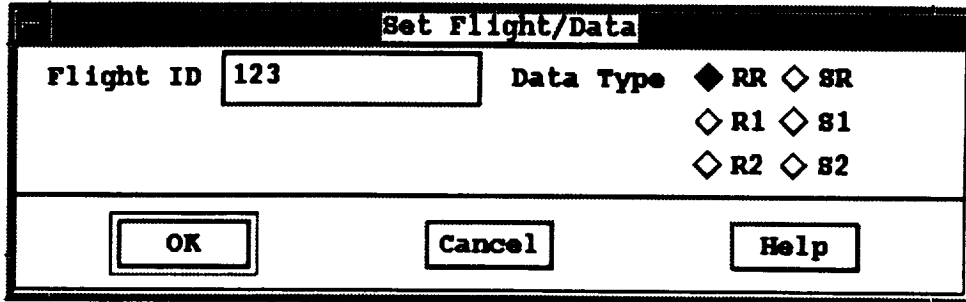 Set Flight/Data
Flight ID 123 Data Type RR SR
R1 S1
R2 S2
OK Cancel Help